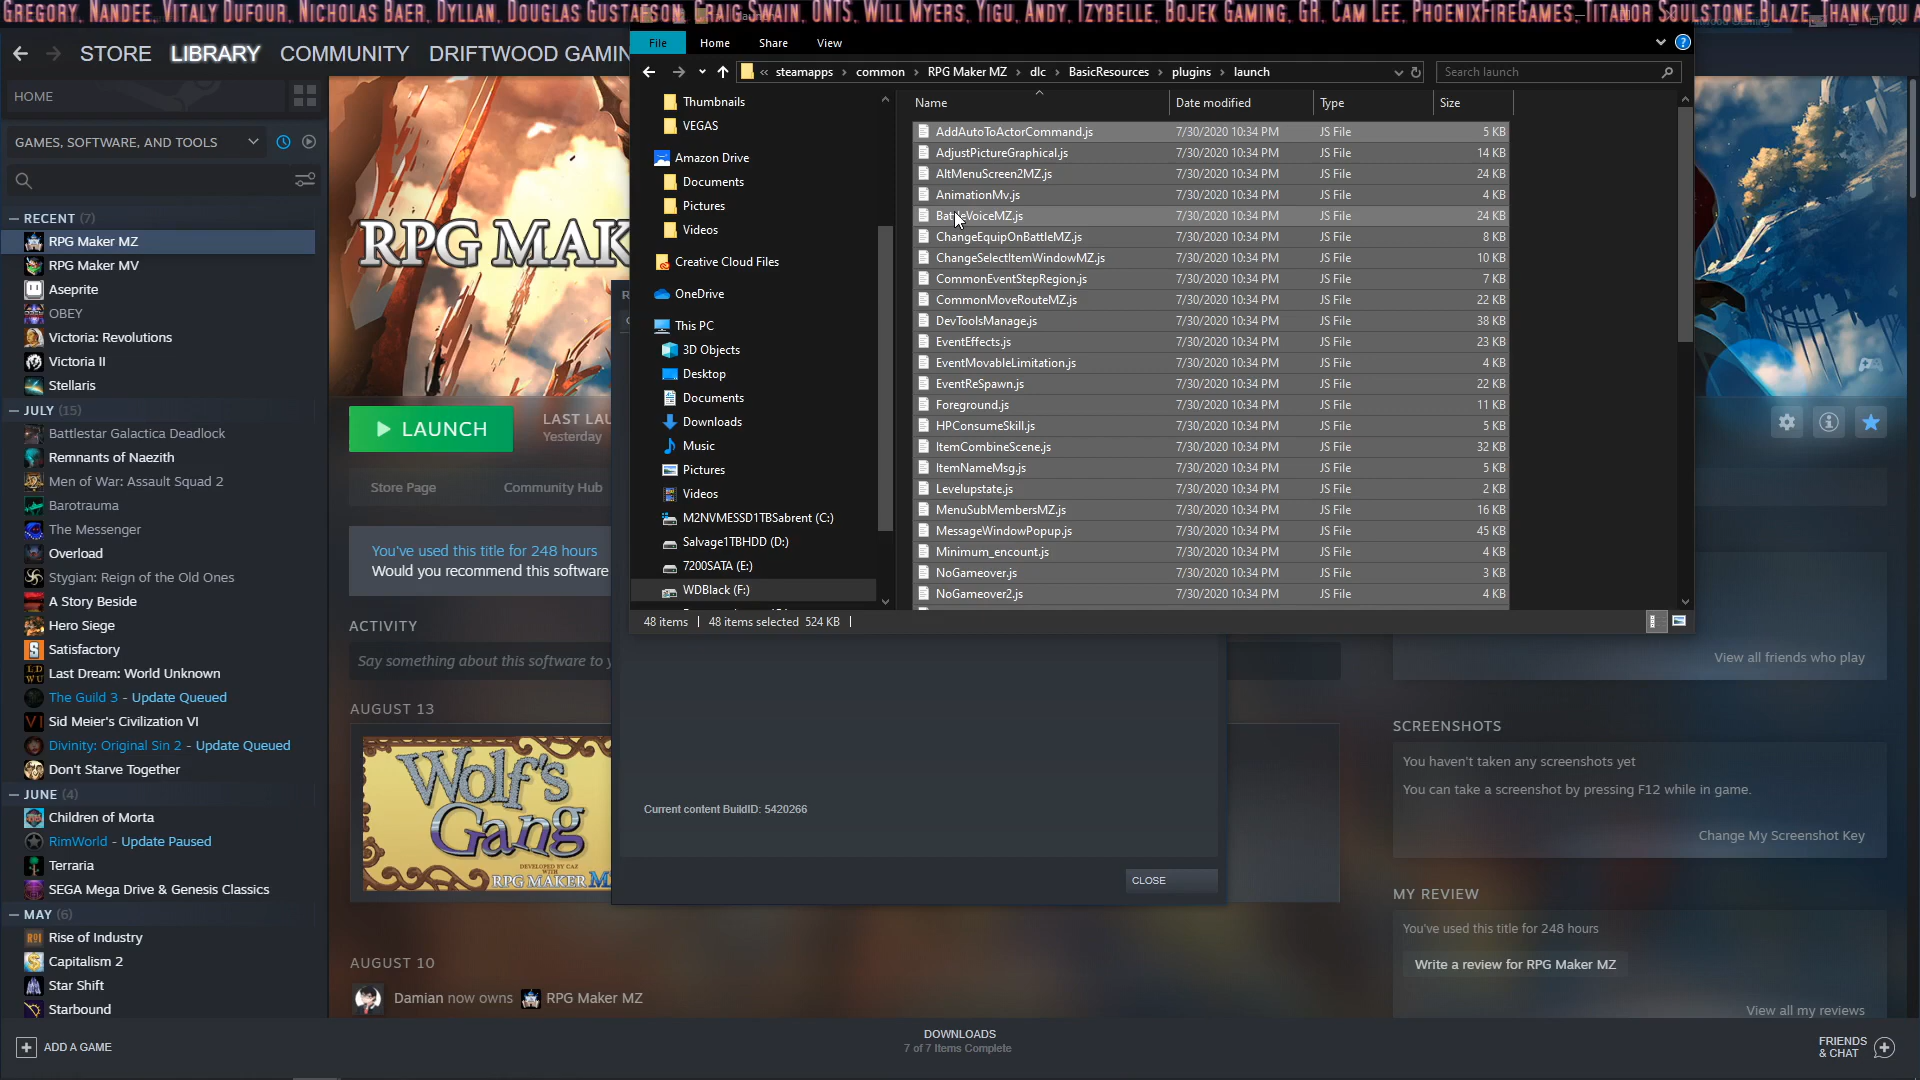 Gregory, Nandee, Vitaly Dufour, Nicholas Baer, Dyllan, Douglas Gustafson, Craig Spain, ONTS, Will Myers, Yigu, Andy, Izybelle, Bojek Gaming, GR, Cam Lee, PhoenixFireGames, Titanor Soulstone Blaze, Thank you
STORE
LIBRARY
COMMUNITY
DRIFTWOOD GAMIN
HOME
GAMES, SOFTWARE, AND TOOLS
RECENT (7)
RPG Maker MZ
RPG Maker MV
Aseprite
OBEY
Victoria: Revolutions
Victoria II
Stellaris
JULY (15)
Battlestar Galactica Deadlock
Remnants of Naezith
Men of War: Assault Squad 2
Barotrauma
The Messenger
Overload
Stygian: Reign of the Old Ones
A Story Beside
Hero Siege
Satisfactory
Last Dream: World Unknown
The Guild 3 - Update Queued
Sid Meier's Civilization VI
Divinity: Original Sin 2 - Update Queued
Don't Starve Together
JUNE (4)
Children of Morta
RimWorld - Update Paused
Terraria
SEGA Mega Drive & Genesis Classics
MAY (6)
Rise of Industry
Capitalism 2
Star Shift
Starbound
ADD A GAME
RPG MAK
LAUNCH
LAST LAU
Yesterday
Store Page
Community Hub
You've used this title for 248 hours
Would you recommend this software
ACTIVITY
Say something about this software to y
AUGUST 13
Wolf's
Gang
DEVELOPED BY CAZ
WITH
RPG MAKER M
AUGUST 10
Damian now owns RPG Maker MZ
File
Home
Share
View
« steamapps › common › RPG Maker MZ › dlc › BasicResources › plugins › launch
Search launch
Thumbnails
VEGAS
Amazon Drive
Documents
Pictures
Videos
Creative Cloud Files
OneDrive
This PC
3D Objects
Desktop
Documents
Downloads
Music
Pictures
Videos
M2NVMESSD1TBSabrent (C:)
Salvage1TBHDD (D:)
7200SATA (E:)
WDBlack (F:)
Name Date modified Type Size
AddAutoToActorCommand.js 7/30/2020 10:34 PM JS File 5 KB
AdjustPictureGraphical.js 7/30/2020 10:34 PM JS File 14 KB
AltMenuScreen2MZ.js 7/30/2020 10:34 PM JS File 24 KB
AnimationMv.js 7/30/2020 10:34 PM JS File 4 KB
BattleVoiceMZ.js 7/30/2020 10:34 PM JS File 24 KB
ChangeEquipOnBattleMZ.js 7/30/2020 10:34 PM JS File 8 KB
ChangeSelectItemWindowMZ.js 7/30/2020 10:34 PM JS File 10 KB
CommonEventStepRegion.js 7/30/2020 10:34 PM JS File 7 KB
CommonMoveRouteMZ.js 7/30/2020 10:34 PM JS File 22 KB
DevToolsManage.js 7/30/2020 10:34 PM JS File 38 KB
EventEffects.js 7/30/2020 10:34 PM JS File 23 KB
EventMovableLimitation.js 7/30/2020 10:34 PM JS File 4 KB
EventReSpawn.js 7/30/2020 10:34 PM JS File 22 KB
Foreground.js 7/30/2020 10:34 PM JS File 11 KB
HPConsumeSkill.js 7/30/2020 10:34 PM JS File 5 KB
ItemCombineScene.js 7/30/2020 10:34 PM JS File 32 KB
ItemNameMsg.js 7/30/2020 10:34 PM JS File 5 KB
Levelupstate.js 7/30/2020 10:34 PM JS File 2 KB
MenuSubMembersMZ.js 7/30/2020 10:34 PM JS File 16 KB
MessageWindowPopup.js 7/30/2020 10:34 PM JS File 45 KB
Minimum_encount.js 7/30/2020 10:34 PM JS File 4 KB
NoGameover.js 7/30/2020 10:34 PM JS File 3 KB
NoGameover2.js 7/30/2020 10:34 PM JS File 4 KB
48 items
48 items selected 524 KB
Current content BuildID: 5420266
CLOSE
View all friends who play
SCREENSHOTS
You haven't taken any screenshots yet
You can take a screenshot by pressing F12 while in game.
Change My Screenshot Key
MY REVIEW
You've used this title for 248 hours
Write a review for RPG Maker MZ
View all my reviews
DOWNLOADS
7 of 7 Items Complete
FRIENDS
& CHAT